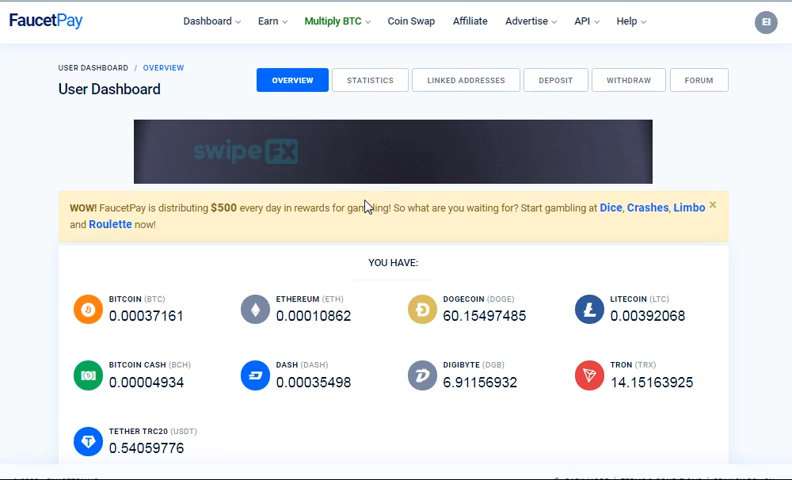 FaucetPay
Dashboard Earn Multiply BTC Coin Swap Affiliate Advertise API Help EI
USER DASHBOARD / OVERVIEW
User Dashboard
OVERVIEW STATISTICS LINKED ADDRESSES DEPOSIT WITHDRAW FORUM
swipeFX
WOW! FaucetPay is distributing $500 every day in rewards for gambling! So what are you waiting for? Start gambling at Dice, Crashes, Limbo ×
and Roulette now!
YOU HAVE:
BITCOIN (BTC) ETHEREUM (ETH) DOGECOIN (DOGE) LITECOIN (LTC)
0.00037161 0.00010862 60.15497485 0.00392068
BITCOIN CASH (BCH) DASH (DASH) DIGIBYTE (DGB) TRON (TRX)
0.00004934 0.00035498 6.91156932 14.15163925
TETHER TRC20 (USDT)
0.54059776